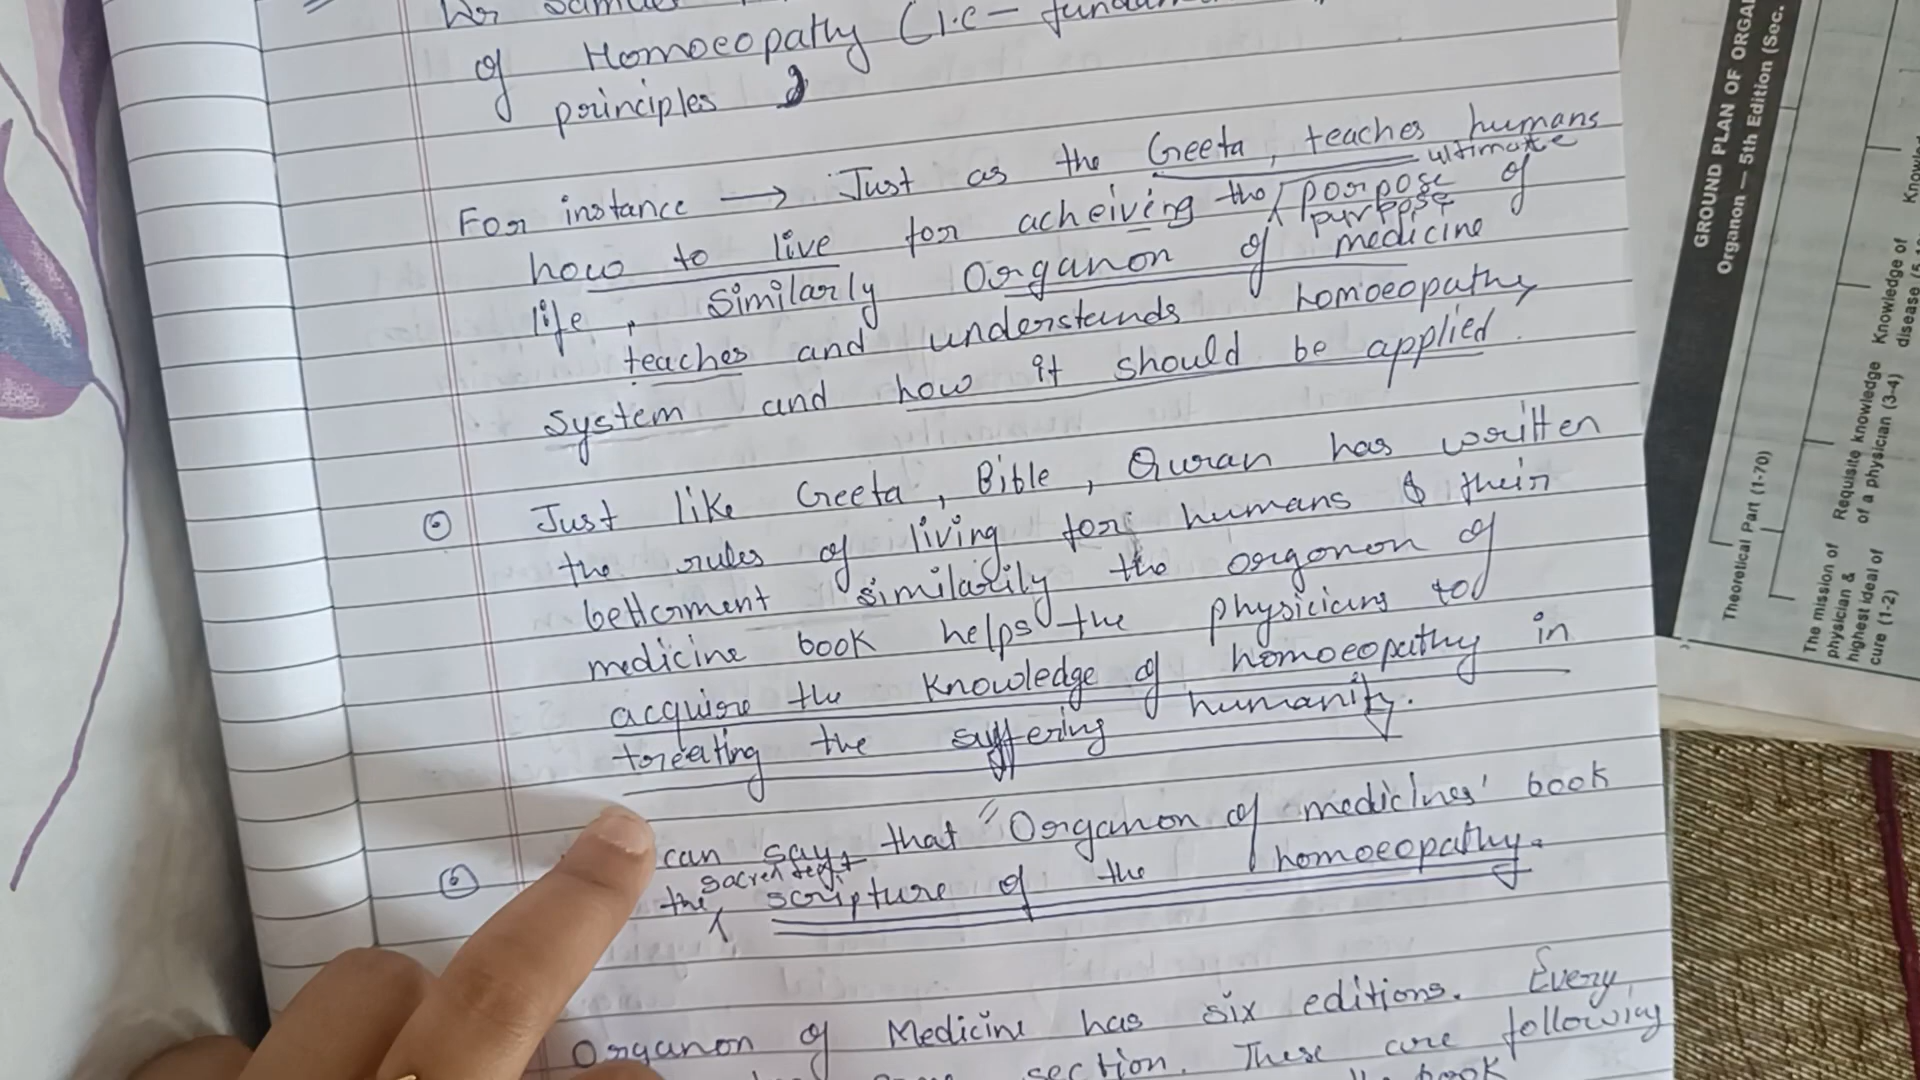 of Homoeopathy (i.e - fundam
principles
For instance → Just as the Geeta, teaches humans
how to live for acheiving the ultimate porpose purpose of
life, Similarly Organon of medicine
teaches and understands homoeopathy
system and how it should be applied.
Just like Geeta, Bible, Quran has written
the rules of living for humans & their
betterment similarily the orgonon of
medicine book helps the physicians to
acquire the knowledge of homoeopathy in
treating the suffering humanity.
6 can say that "Organon of medicines' book
the sacred text scripture of the homoeopathy.
Organon of Medicine has six editions. Every
section. These are following
book
GROUND PLAN OF ORGA
Organon — 5th Edition (Sec.
Theoretical Part (1-70)
The mission of
physician &
highest ideal of
cure (1-2)
Requisite knowledge
of a physician (3-4)
Knowledge of
disease